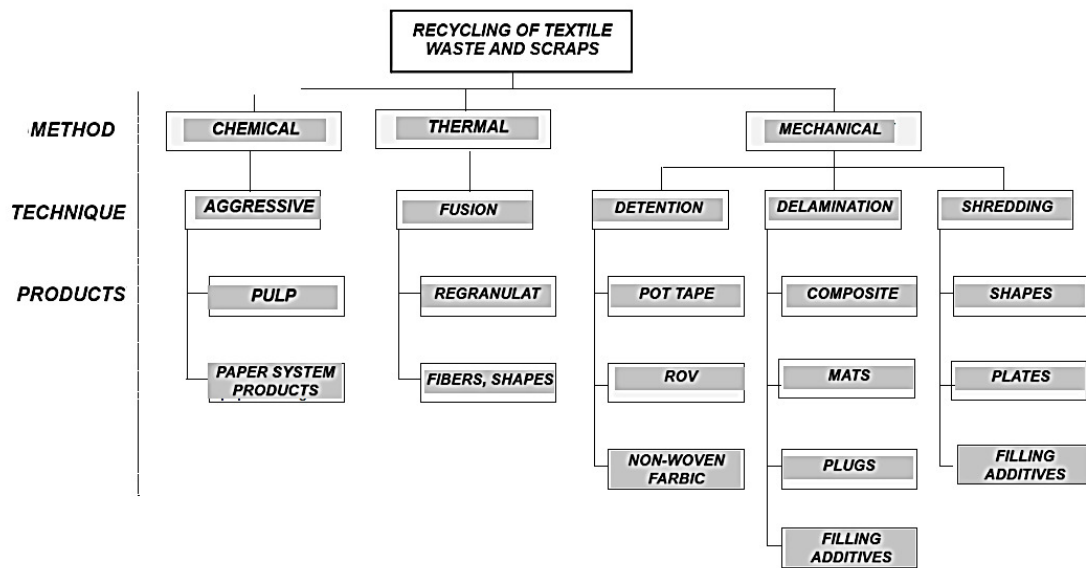 RECYCLING OF TEXTILE
WASTE AND SCRAPS
METHOD
CHEMICAL
THERMAL
MECHANICAL
TECHNIQUE
AGGRESSIVE
FUSION
DETENTION
DELAMINATION
SHREDDING
PRODUCTS
PULP
REGRANULAT
POT TAPE
COMPOSITE
SHAPES
PAPER SYSTEM
PRODUCTS
FIBERS, SHAPES
ROV
MATS
PLATES
NON-WOVEN
FARBIC
PLUGS
FILLING
ADDITIVES
FILLING
ADDITIVES